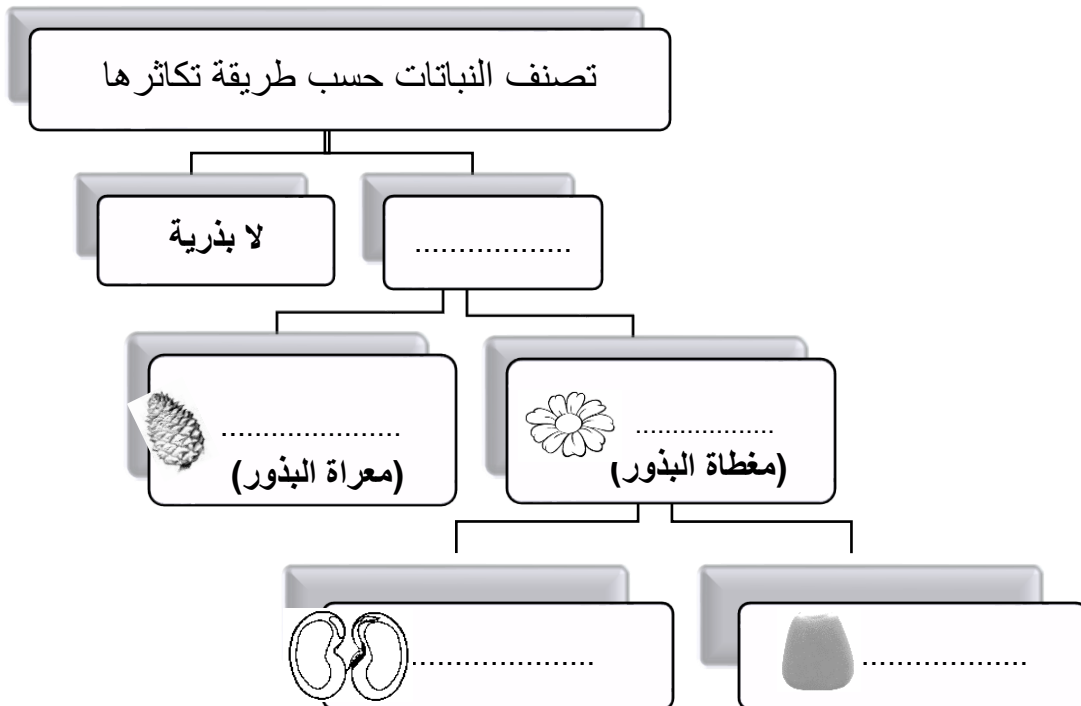 تصنف النباتات حسب طريقة تكاثرها
..................
لا بذرية
..................
(مغطاة البذور)
.....................
(معراة البذور)
...................
.....................